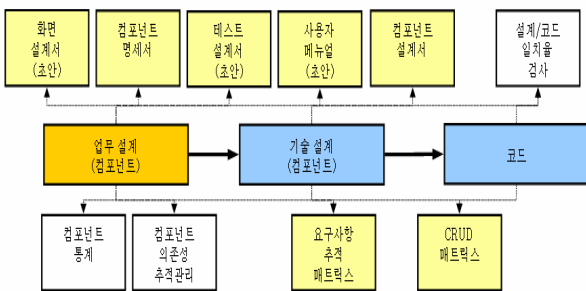 화면
설계서
(초안)
컴포넌트
명세서
테스트
설계서
(초안)
사용자
메뉴얼
(초안)
컴포넌트
설계서
설계/코드
일치율
검사
업무 설계
(컴포넌트)
기술 설계
(컴포넌트)
코드
컴포넌트
통계
컴포넌트
의존성
추적관리
요구사항
추적
매트릭스
CRUD
매트릭스